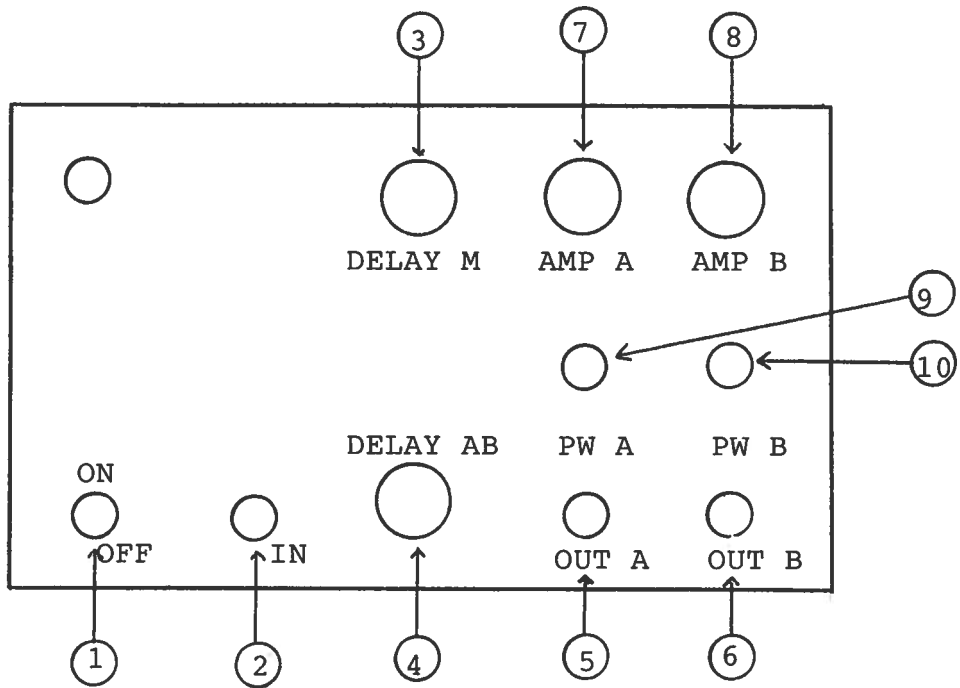 3 7 8
DELAY M AMP A AMP B
9
10
DELAY AB PW A PW B
ON
OFF IN OUT A OUT B
1 2 4 5 6